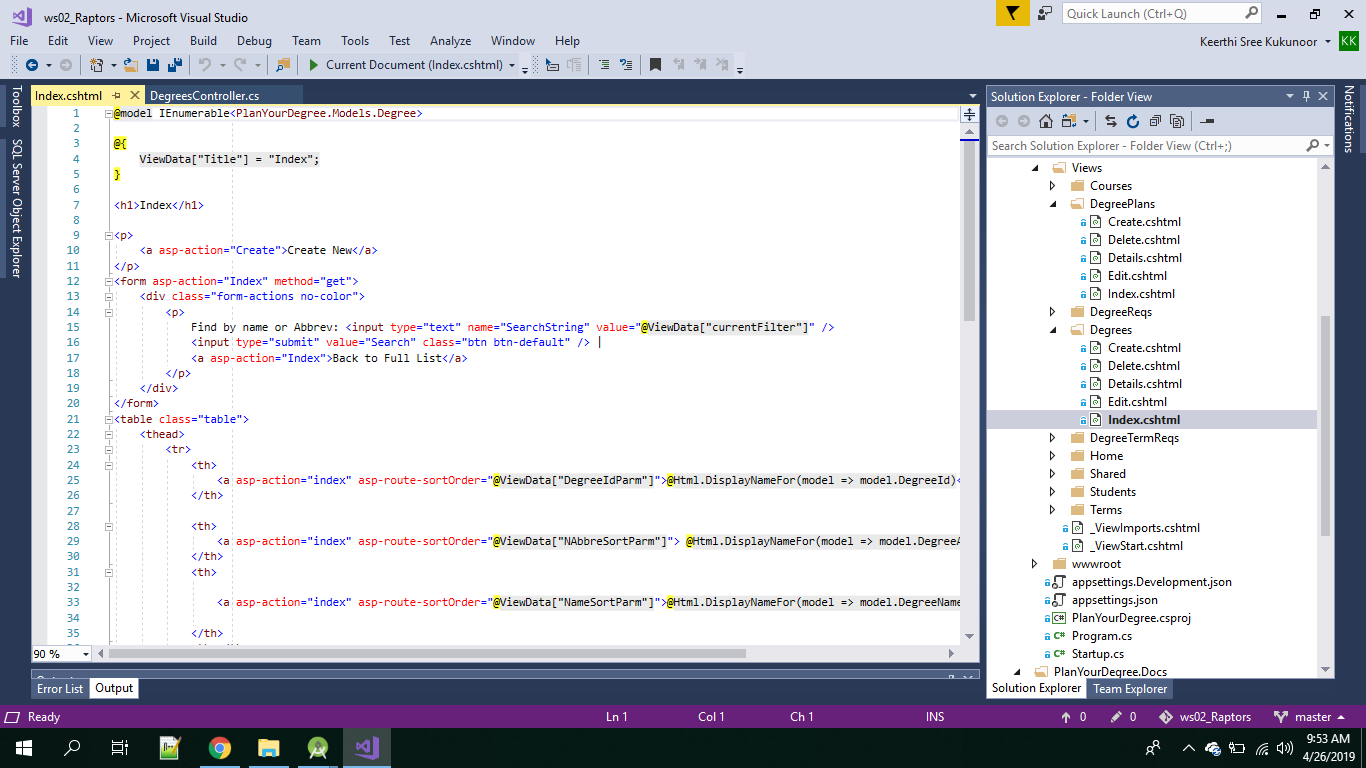 ws02_Raptors - Microsoft Visual Studio
Quick Launch (Ctrl+Q)
File Edit View Project Build Debug Team Tools Test Analyze Window Help
Keerthi Sree Kukunoor KK
Current Document (Index.cshtml)
Toolbox
SQL Server Object Explorer
Index.cshtml DegreesController.cs
1 @model IEnumerable<PlanYourDegree.Models.Degree>
2
3 @{
4 ViewData["Title"] = "Index";
5 }
6
7 <h1>Index</h1>
8
9 <p>
10 <a asp-action="Create">Create New</a>
11 </p>
12 <form asp-action="Index" method="get">
13 <div class="form-actions no-color">
14 <p>
15 Find by name or Abbrev: <input type="text" name="SearchString" value="@ViewData["currentFilter"]" />
16 <input type="submit" value="Search" class="btn btn-default" /> |
17 <a asp-action="Index">Back to Full List</a>
18 </p>
19 </div>
20 </form>
21 <table class="table">
22 <thead>
23 <tr>
24 <th>
25 <a asp-action="index" asp-route-sortOrder="@ViewData["DegreeIdParm"]">@Html.DisplayNameFor(model => model.DegreeId)<
26 </th>
27
28 <th>
29 <a asp-action="index" asp-route-sortOrder="@ViewData["NAbbreSortParm"]"> @Html.DisplayNameFor(model => model.DegreeA
30 </th>
31 <th>
32
33 <a asp-action="index" asp-route-sortOrder="@ViewData["NameSortParm"]">@Html.DisplayNameFor(model => model.DegreeName
34
35 </th>
90 %
Error List Output
Solution Explorer - Folder View
Search Solution Explorer - Folder View (Ctrl+;)
Views
Courses
DegreePlans
Create.cshtml
Delete.cshtml
Details.cshtml
Edit.cshtml
Index.cshtml
DegreeReqs
Degrees
Create.cshtml
Delete.cshtml
Details.cshtml
Edit.cshtml
Index.cshtml
DegreeTermReqs
Home
Shared
Students
Terms
_ViewImports.cshtml
_ViewStart.cshtml
wwwroot
appsettings.Development.json
appsettings.json
PlanYourDegree.csproj
C# Program.cs
C# Startup.cs
PlanYourDegree.Docs
Solution Explorer Team Explorer
Notifications
Ready Ln 1 Col 1 Ch 1 INS 0 0 ws02_Raptors master
9:53 AM
4/26/2019